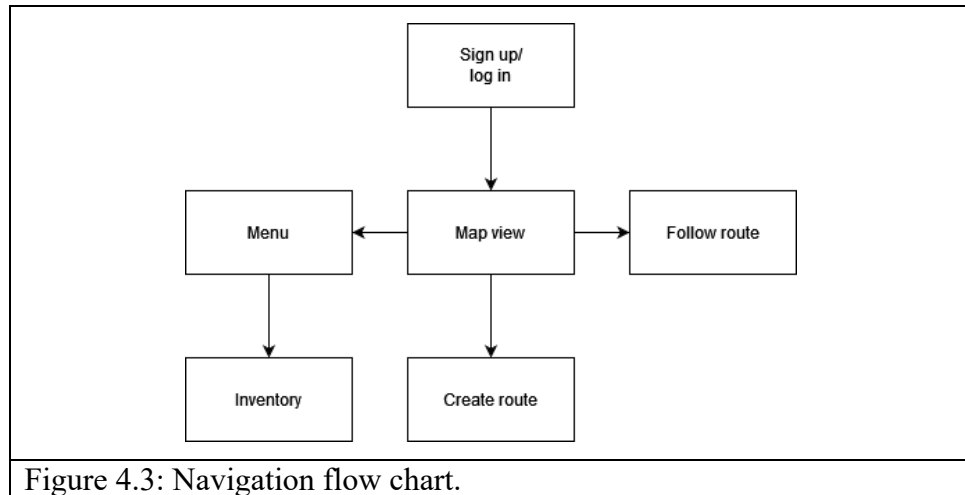 Sign up/
log in
Menu
Map view
Follow route
Inventory
Create route
Figure 4.3: Navigation flow chart.